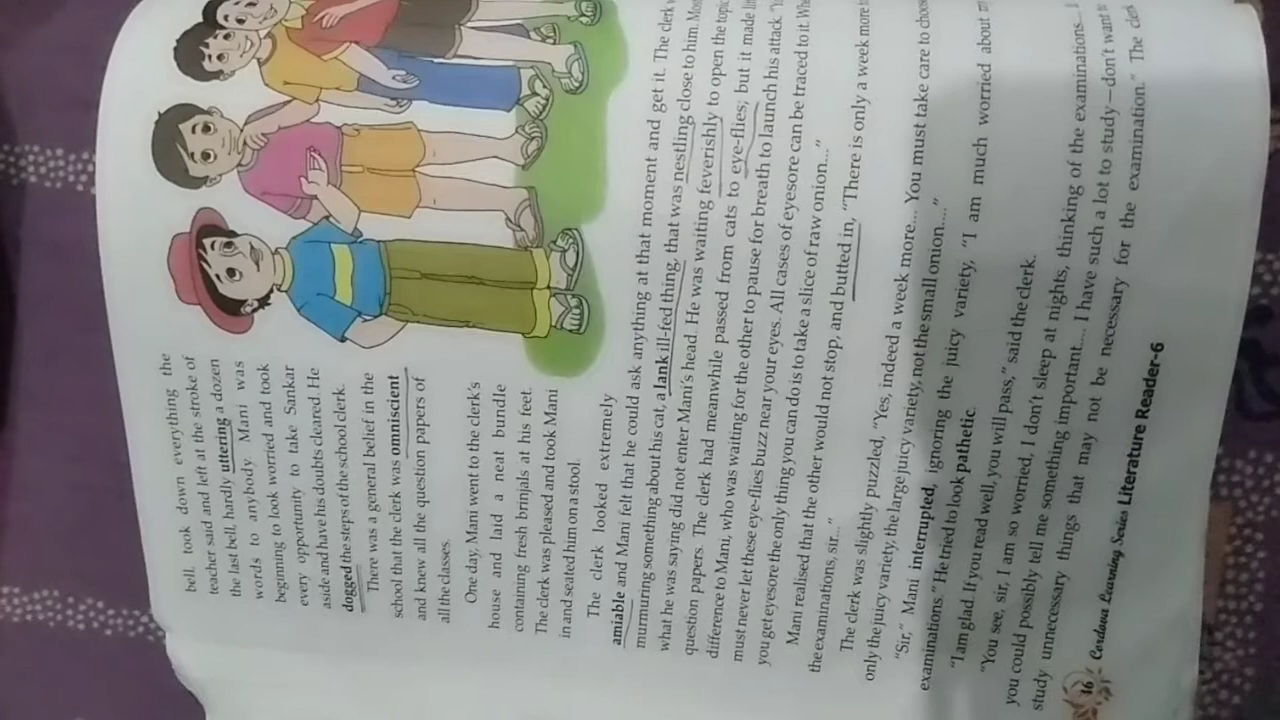 bell, took down everything the
teacher said and left at the stroke of
the last bell, hardly uttering a dozen
words to anybody. Mani was
beginning to look worried and took
every opportunity to take Sankar
aside and have his doubts cleared. He
dogged the steps of the school clerk.
There was a general belief in the
school that the clerk was omniscient
and knew all the question papers of
all the classes.
One day, Mani went to the clerk's
house and laid a neat bundle
containing fresh brinjals at his feet.
The clerk was pleased and took Mani
in and seated him on a stool.
The clerk looked extremely
amiable and Mani felt that he could ask anything at that moment and get it. The clerk
murmuring something about his cat, a lank ill-fed thing, that was nestling close to him. Most
what he was saying did not enter Mani's head. He was waiting feverishly to open the topic
question papers. The clerk had meanwhile passed from cats to eye-flies; but it made
difference to Mani, who was waiting for the other to pause for breath to launch his attack.
must never let these eye-flies buzz near your eyes. All cases of eyesore can be traced to it.
you get eyesore the only thing you can do is to take a slice of raw onion...."
Mani realised that the other would not stop, and butted in, "There is only a week more
the examinations, sir..."
The clerk was slightly puzzled, "Yes, indeed a week more... You must take care to
only the juicy variety, the large juicy variety, not the small onion...."
"Sir," Mani interrupted, ignoring the juicy variety, "I am much worried about
examinations." He tried to look pathetic.
"I am glad. If you read well, you will pass," said the clerk.
"You see, sir, I am so worried, I don't sleep at nights, thinking of the examinations...
you could possibly tell me something important.... I have such a lot to study—don't want to
study unnecessary things that may not be necessary for the examination." The
16 Cordova Learning Series Literature Reader-6